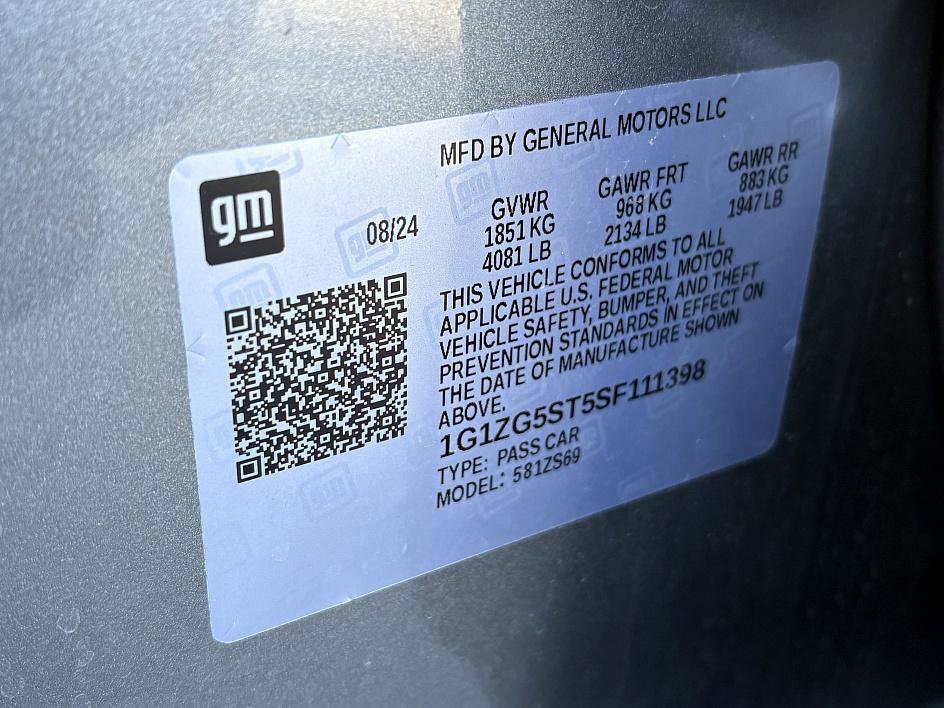 MFD BY GENERAL MOTORS LLC
gm
08/24
GVWR
1851 KG
4081 LB
GAWR FRT
968 KG
2134 LB
GAWR RR
883 KG
1947 LB
THIS VEHICLE CONFORMS TO ALL
APPLICABLE U.S. FEDERAL MOTOR
VEHICLE SAFETY, BUMPER, AND THEFT
PREVENTION STANDARDS IN EFFECT ON
THE DATE OF MANUFACTURE SHOWN
ABOVE.
1G1ZG5ST5SF111398
TYPE: PASS CAR
MODEL: 581ZS69